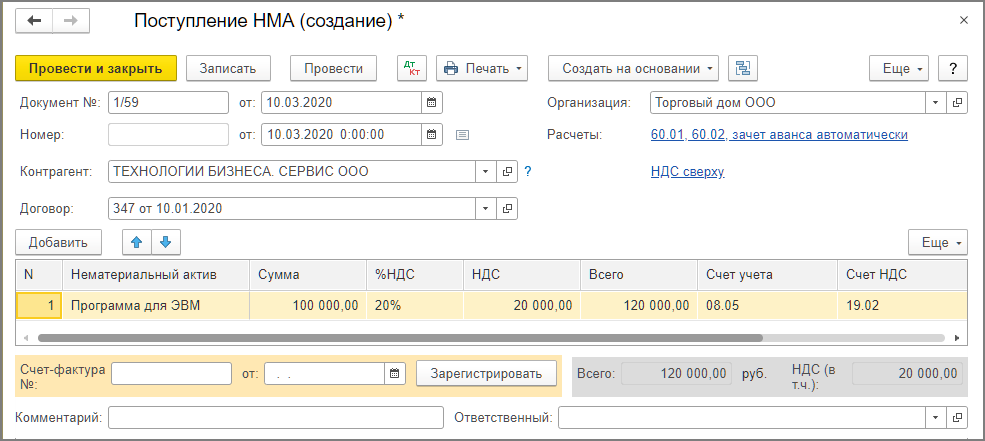 Поступление НМА (создание) *
Провести и закрыть Записать Провести Дт Кт Печать Создать на основании Еще ?
Документ №: 1/59 от: 10.03.2020 Организация: Торговый дом ООО
Номер: от: 10.03.2020 0:00:00 Расчеты: 60.01, 60.02, зачет аванса автоматически
Контрагент: ТЕХНОЛОГИИ БИЗНЕСА. СЕРВИС ООО ? НДС сверху
Договор: 347 от 10.01.2020
Добавить Еще
N Нематериальный актив Сумма %НДС НДС Всего Счет учета Счет НДС
1 Программа для ЭВМ 100 000,00 20% 20 000,00 120 000,00 08.05 19.02
Счет-фактура №: от: . . Зарегистрировать Всего: 120 000,00 руб. НДС (в т.ч.): 20 000,00
Комментарий: Ответственный: